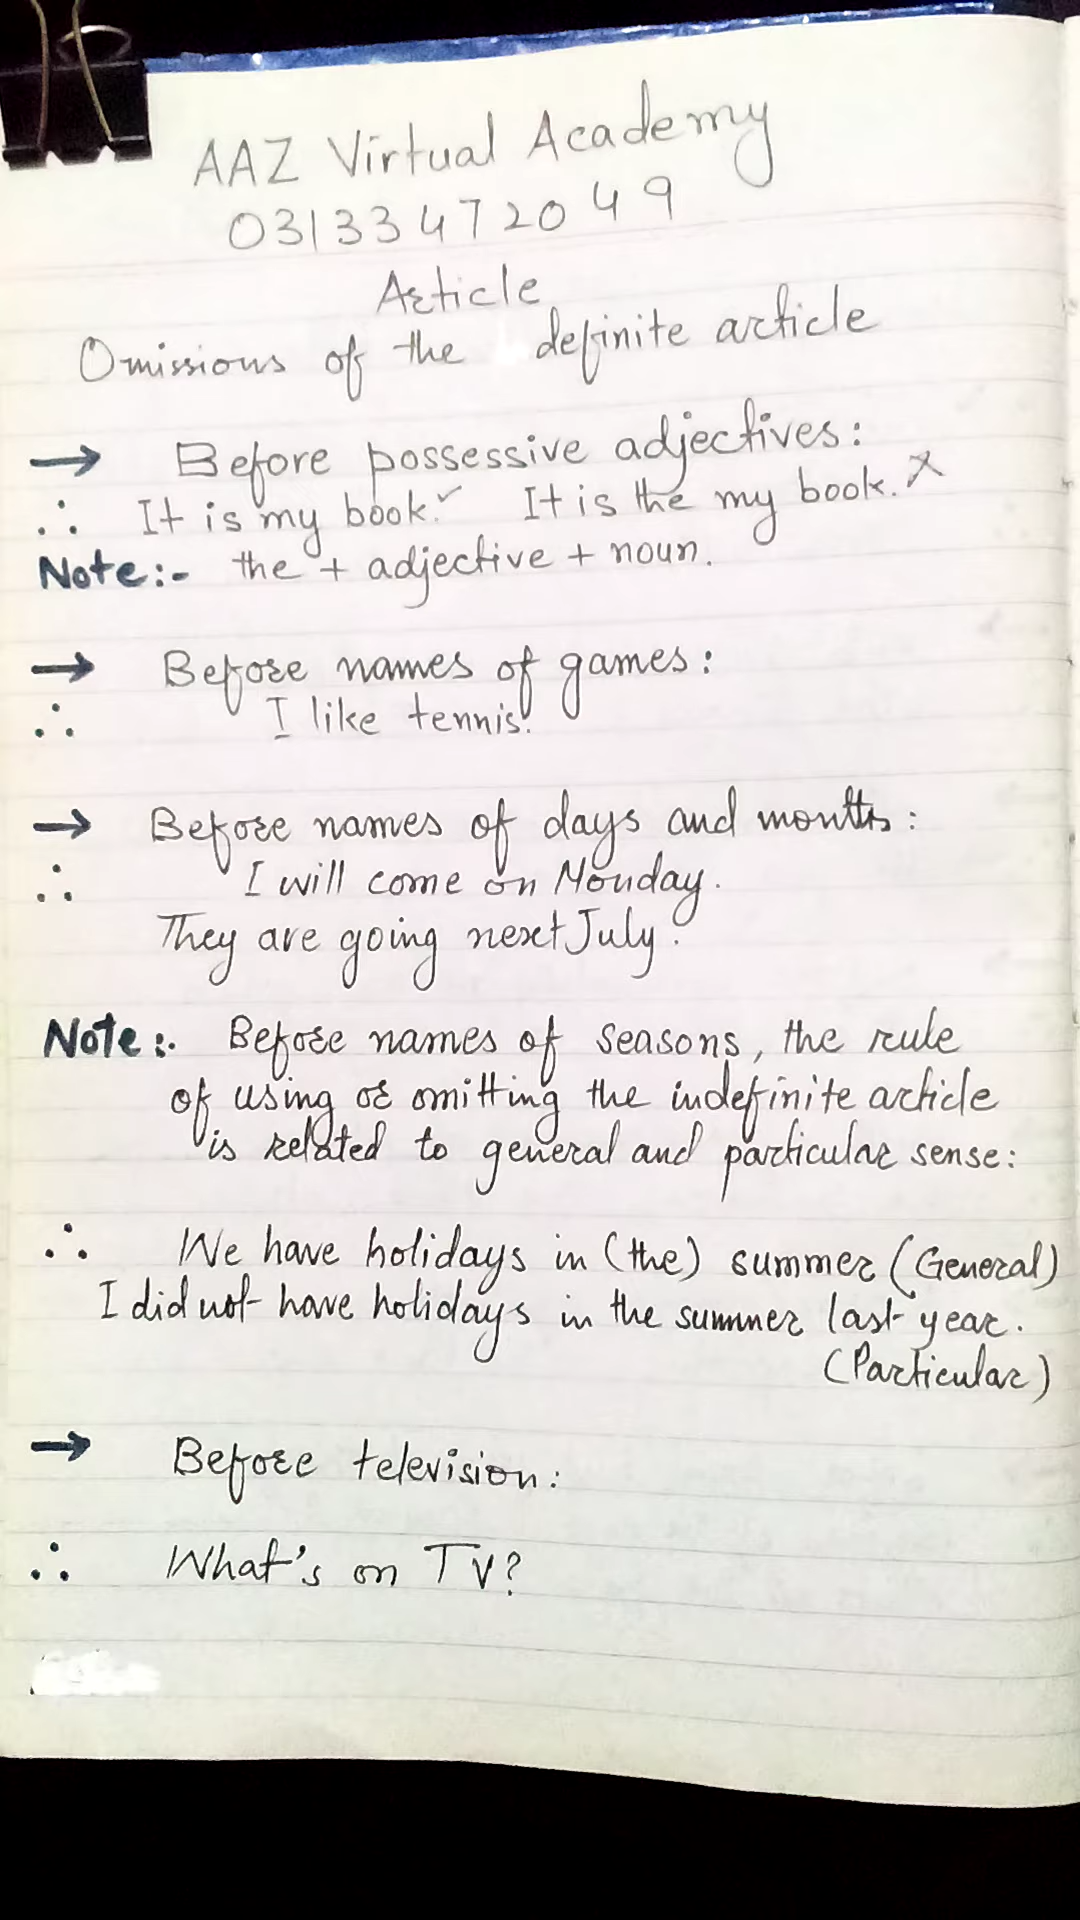 AAZ Virtual Academy
03133472049
Article
Omissions of the definite article
→ Before possessive adjectives:
∴ It is my book.✓ It is the my book.✗
Note:- the + adjective + noun.
→ Before names of games:
∴ I like tennis.
→ Before names of days and months:
∴ I will come on Monday.
They are going next July.
Note:- Before names of seasons, the rule
of using or omitting the indefinite article
is related to general and particular sense:
∴ We have holidays in (the) summer (General)
I did not have holidays in the summer last year.
(Particular)
→ Before television:
∴ What's on TV?